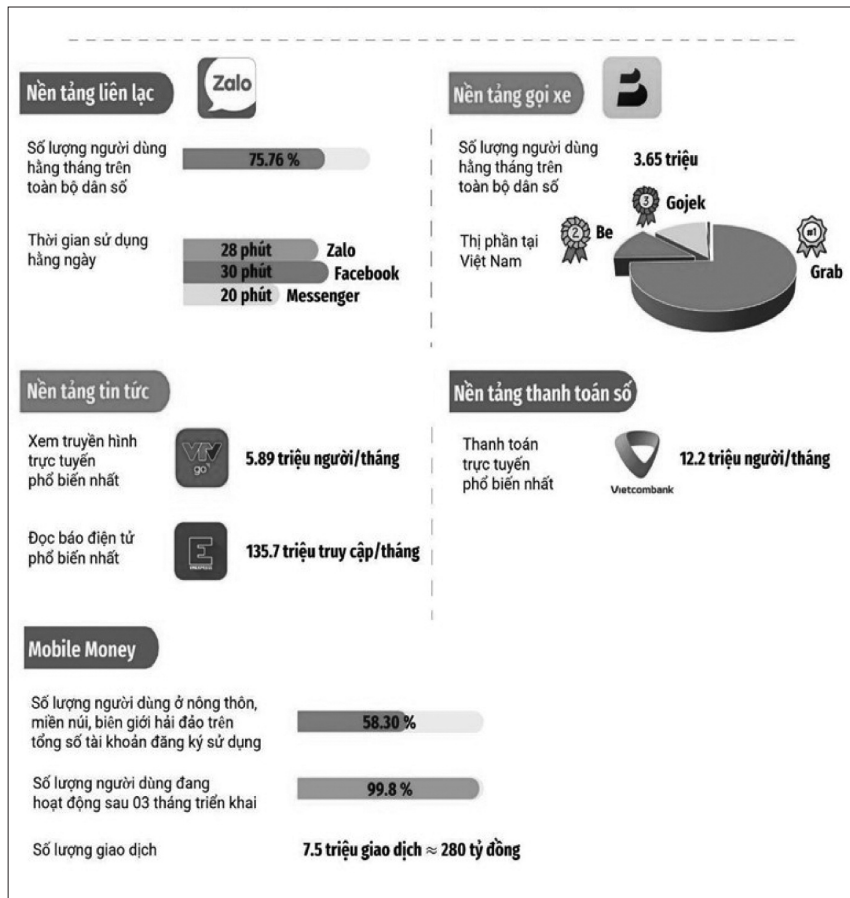 Nền tảng liên lạc
Zalo
Số lượng người dùng
hằng tháng trên
toàn bộ dân số
75.76 %
Thời gian sử dụng
hằng ngày
28 phút
Zalo
30 phút
Facebook
20 phút
Messenger
Nền tảng gọi xe
Số lượng người dùng
hằng tháng trên
toàn bộ dân số
3.65 triệu
Thị phần tại
Việt Nam
2
Be
3
Gojek
#1
Grab
Nền tảng tin tức
Xem truyền hình
trực tuyến
phổ biến nhất
VTV
go
5.89 triệu người/tháng
Đọc báo điện tử
phổ biến nhất
E
VNEXPRESS
135.7 triệu truy cập/tháng
Nền tảng thanh toán số
Thanh toán
trực tuyến
phổ biến nhất
Vietcombank
12.2 triệu người/tháng
Mobile Money
Số lượng người dùng ở nông thôn,
miền núi, biên giới hải đảo trên
tổng số tài khoản đăng ký sử dụng
58.30 %
Số lượng người dùng đang
hoạt động sau 03 tháng triển khai
99.8 %
Số lượng giao dịch
7.5 triệu giao dịch ≈ 280 tỷ đồng